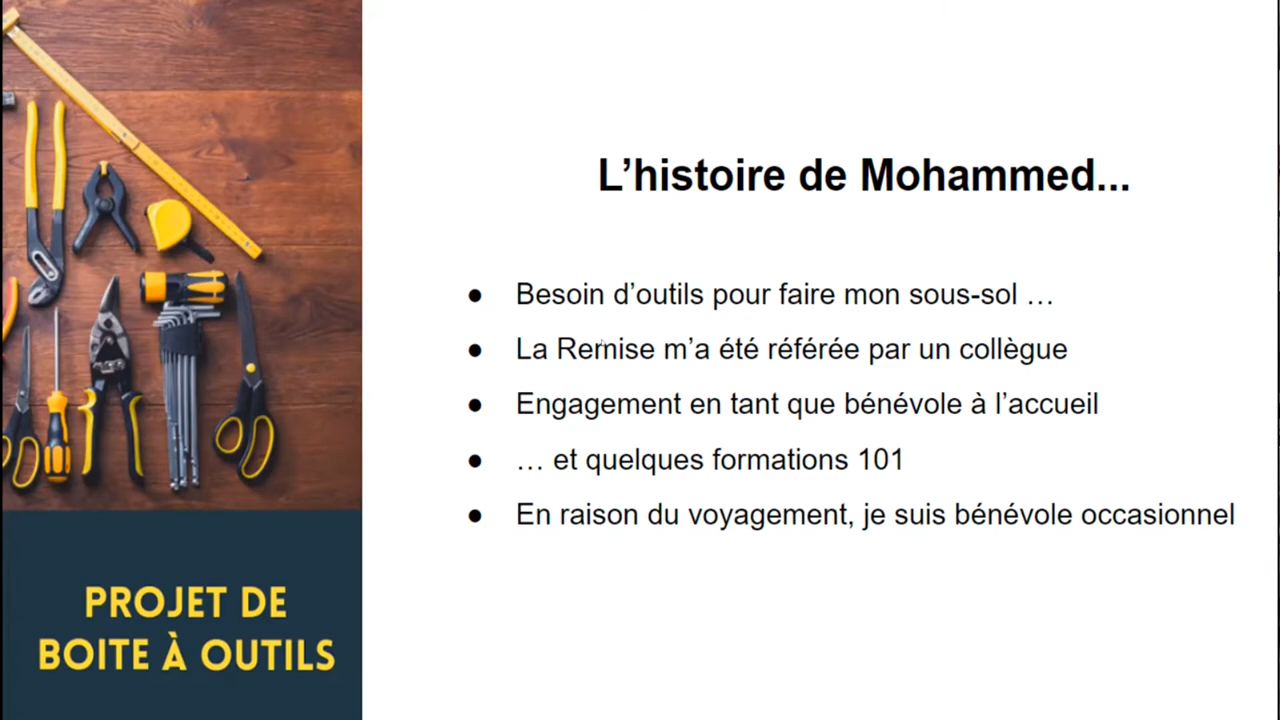 L’histoire de Mohammed...
● Besoin d’outils pour faire mon sous-sol …
● La Remise m’a été référée par un collègue
● Engagement en tant que bénévole à l’accueil
● … et quelques formations 101
● En raison du voyagement, je suis bénévole occasionnel
PROJET DE
BOITE À OUTILS